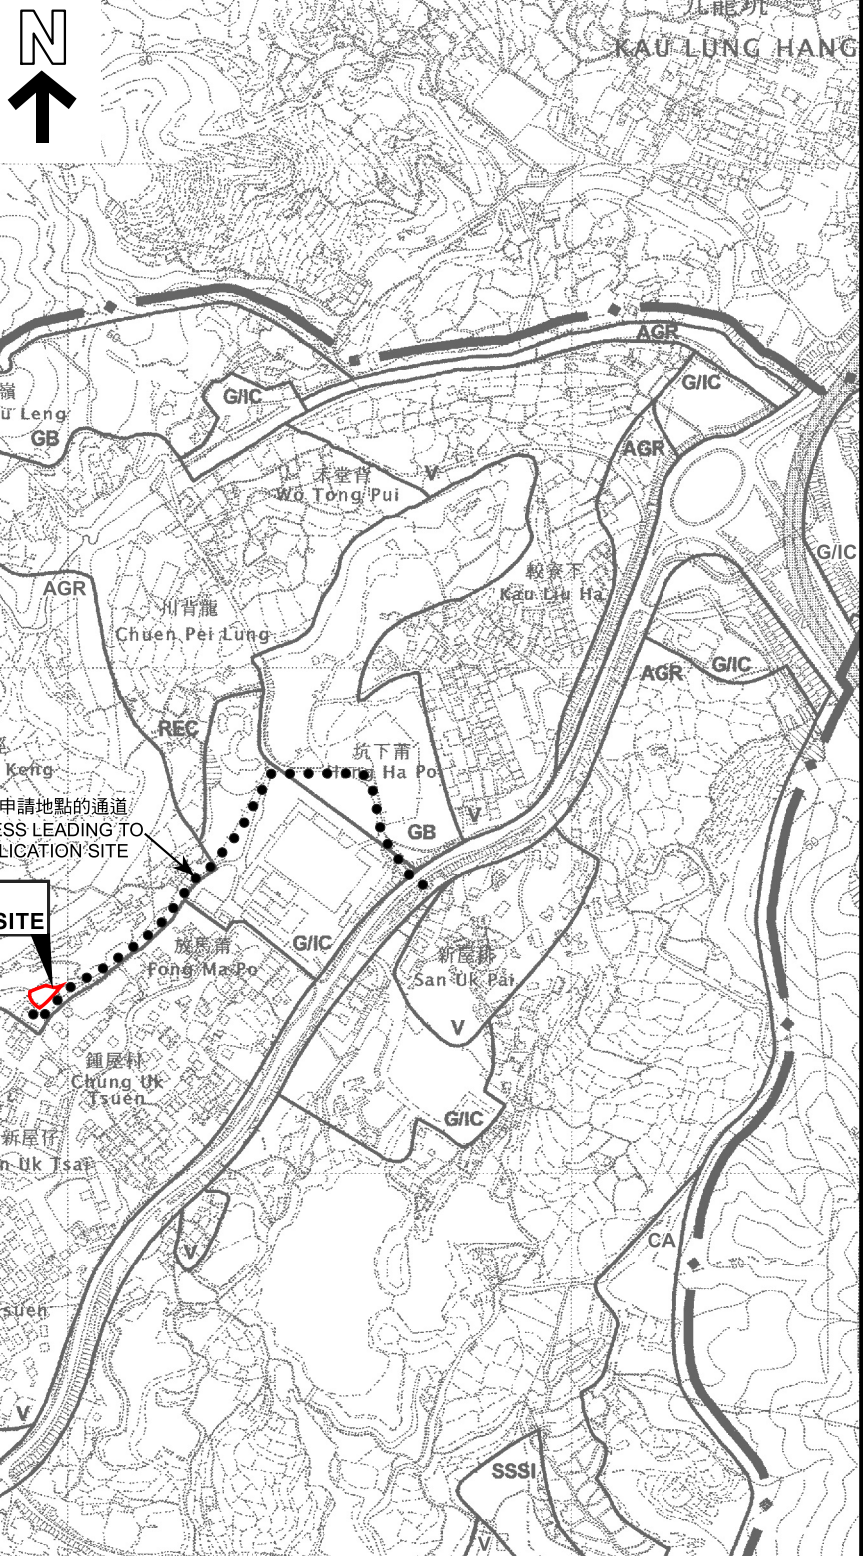 N
KAU LUNG HANG
50
AGR
G/IC
G/IC
嶺
u Leng
GB
AGR
V
禾堂背
Wo Tong Pui
G/IC
較寮下
Kau Liu Ha
AGR
川背龍
Chuen Pei Lung
AGR
G/IC
REC
坑下莆
Hang Ha Po
Keng
申請地點的通道
ESS LEADING TO
LICATION SITE
V
GB
SITE
放馬莆
Fong Ma Po
G/IC
新屋排
San Uk Pai
V
鍾屋村
Chung Uk
Tsuen
G/IC
新屋仔
n Uk Tsai
V
CA
suen
V
SSSI
V